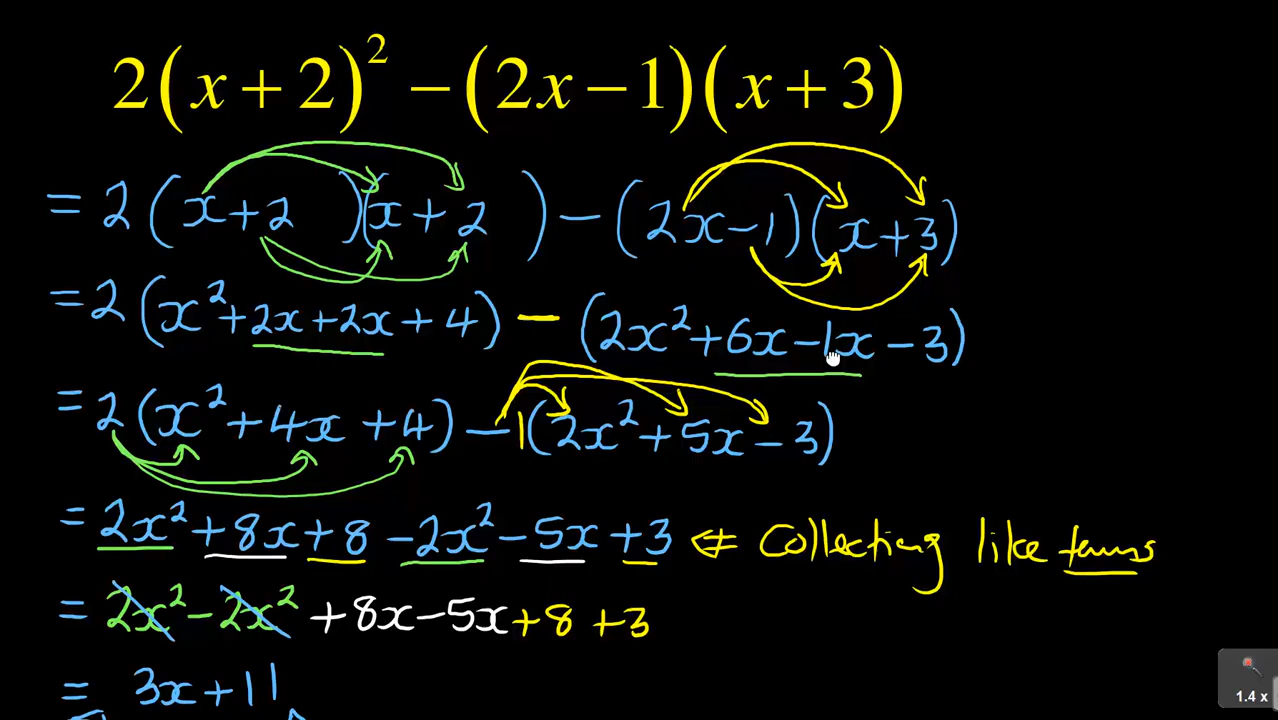 2(x+2)² −(2x−1)(x+3)
= 2(x+2)(x+2) −(2x−1)(x+3)
= 2(x²+2x+2x+4) − (2x²+6x−1x−3)
= 2(x²+4x+4) −1(2x²+5x−3)
= 2x²+8x+8−2x²−5x+3 ⇐ Collecting like terms
= 2x²−2x²+8x−5x+8+3
= 3x+11
1.4 x